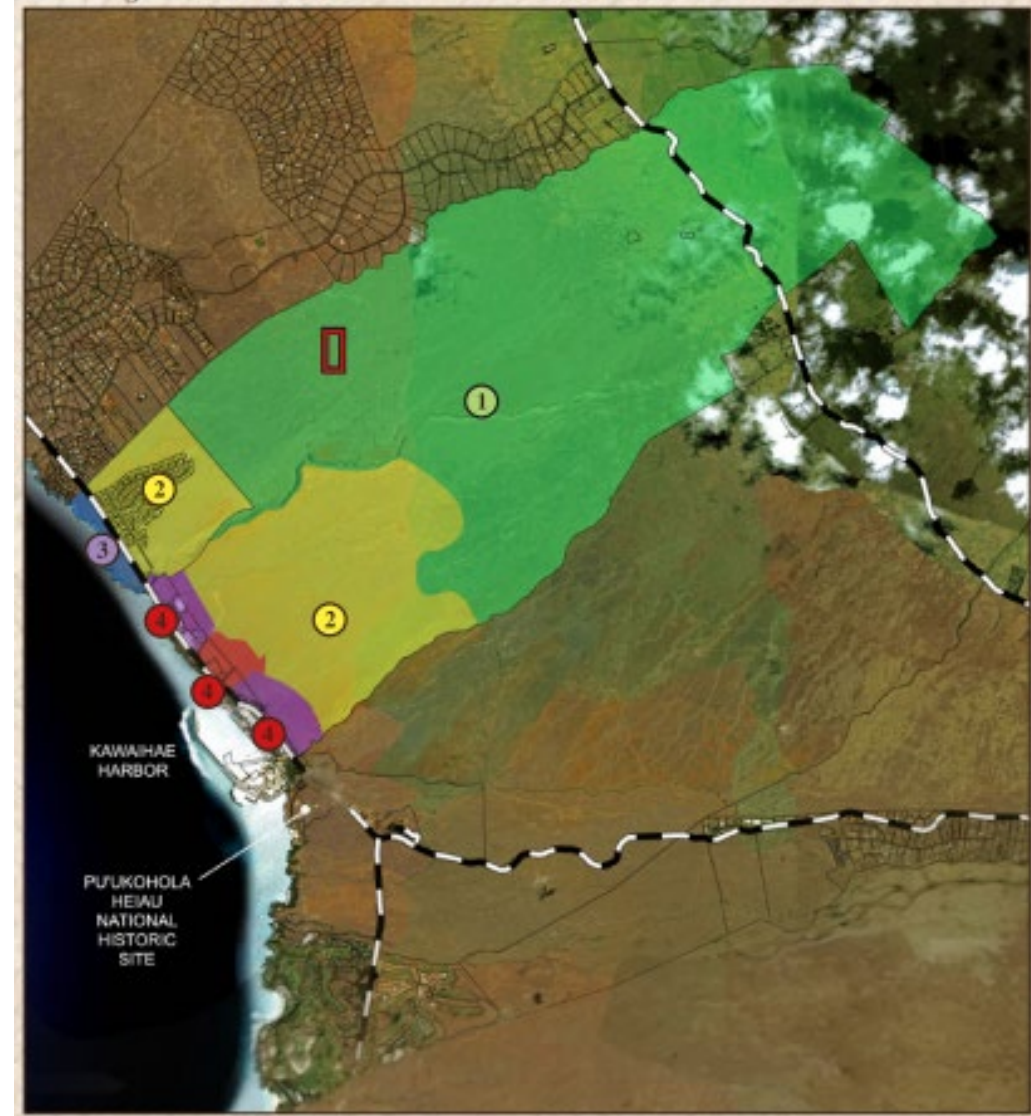 1
2
3
2
4
4
4
KAWAIHAE
HARBOR
PU'UKOHOLA
HEIAU
NATIONAL
HISTORIC
SITE